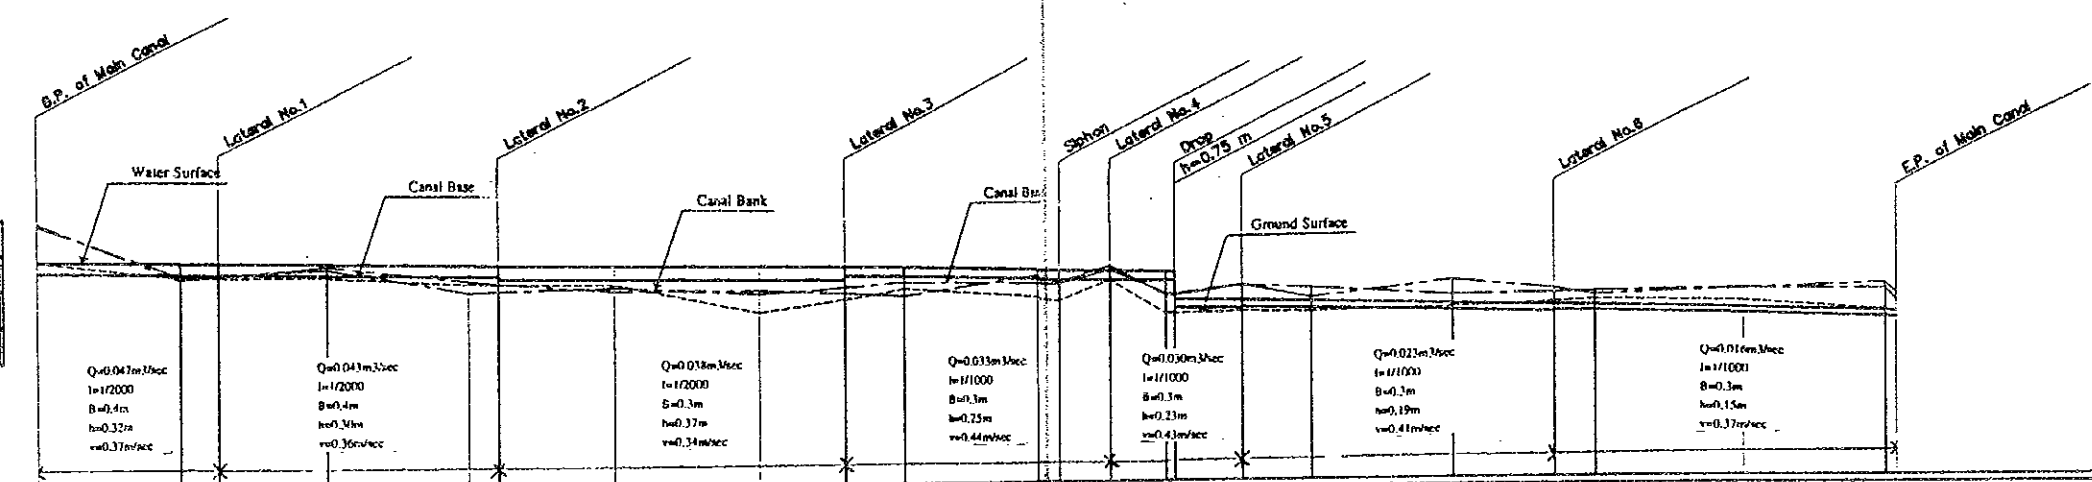 B.P. of Main Canal
Lateral No.1
Lateral No.2
Lateral No.3
Siphon
Lateral No.4
Drop
h=0.75 m
Lateral No.5
Lateral No.6
E.P. of Main Canal
Water Surface
Canal Base
Canal Bank
Canal
Ground Surface
Q=0.047m3/sec
I=1/2000
B=0.4m
h=0.32m
v=0.37m/sec
Q=0.043m3/sec
I=1/2000
B=0.4m
h=0.30m
v=0.36m/sec
Q=0.038m3/sec
I=1/2000
B=0.3m
h=0.37m
v=0.34m/sec
Q=0.033m3/sec
I=1/1000
B=0.3m
h=0.25m
v=0.44m/sec
Q=0.030m3/sec
I=1/1000
B=0.3m
h=0.23m
v=0.43m/sec
Q=0.023m3/sec
I=1/1000
B=0.3m
h=0.19m
v=0.41m/sec
Q=0.016m3/sec
I=1/1000
B=0.3m
h=0.15m
v=0.37m/sec